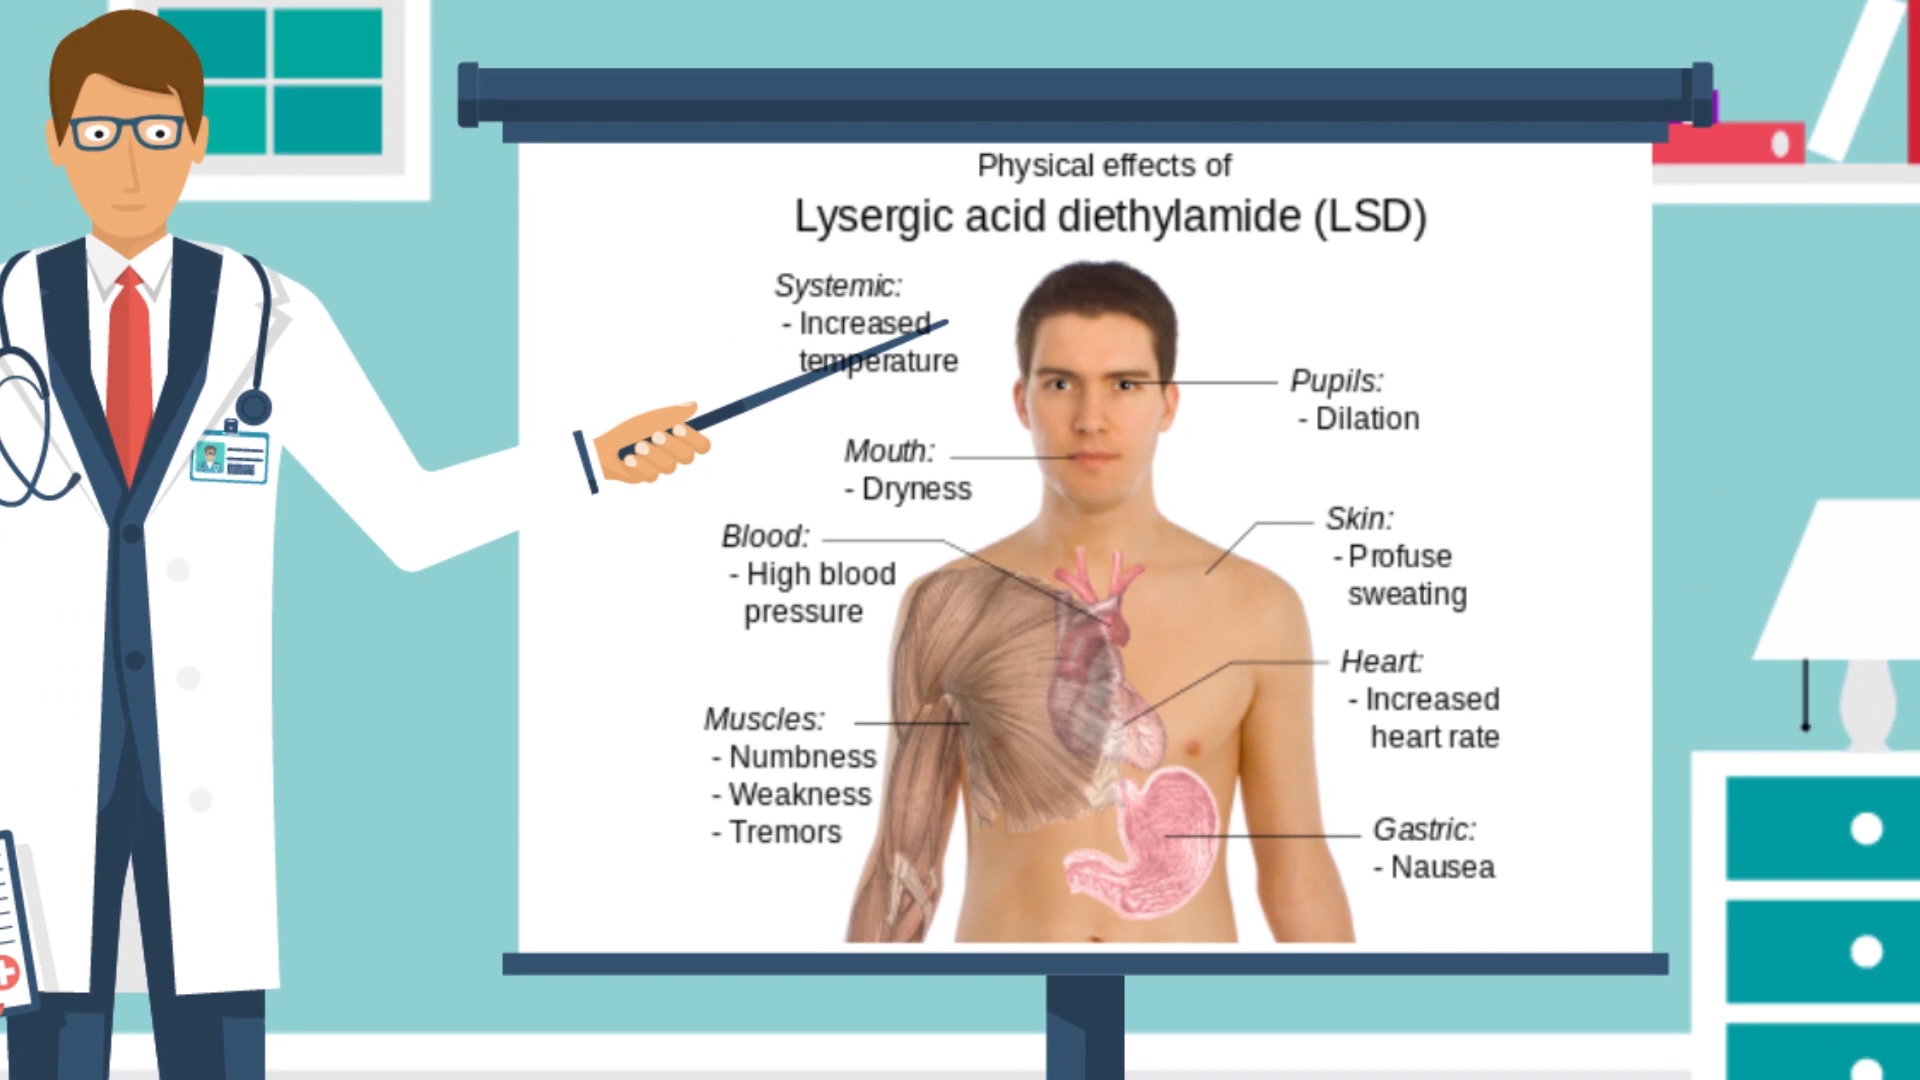 Physical effects of
Lysergic acid diethylamide (LSD)
Systemic:
- Increased
temperature
Pupils:
- Dilation
Mouth:
- Dryness
Skin:
- Profuse
sweating
Blood:
- High blood
pressure
Heart:
- Increased
heart rate
Muscles:
- Numbness
- Weakness
- Tremors
Gastric:
- Nausea